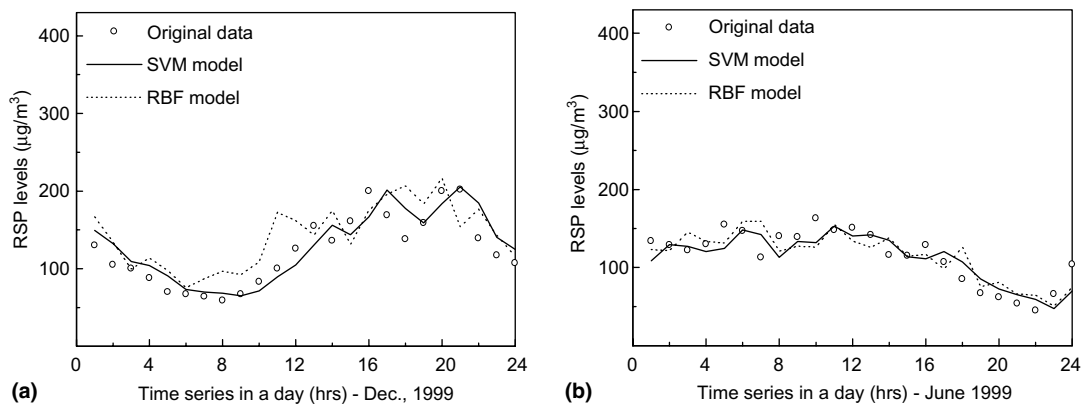 400
300
200
100
RSP levels (μg/m³)
Original data
SVM model
RBF model
0 4 8 12 16 20 24
Time series in a day (hrs) - Dec., 1999
(a)
400
300
200
100
RSP levels (μg/m³)
Original data
SVM model
RBF model
0 4 8 12 16 20 24
Time series in a day (hrs) - June 1999
(b)